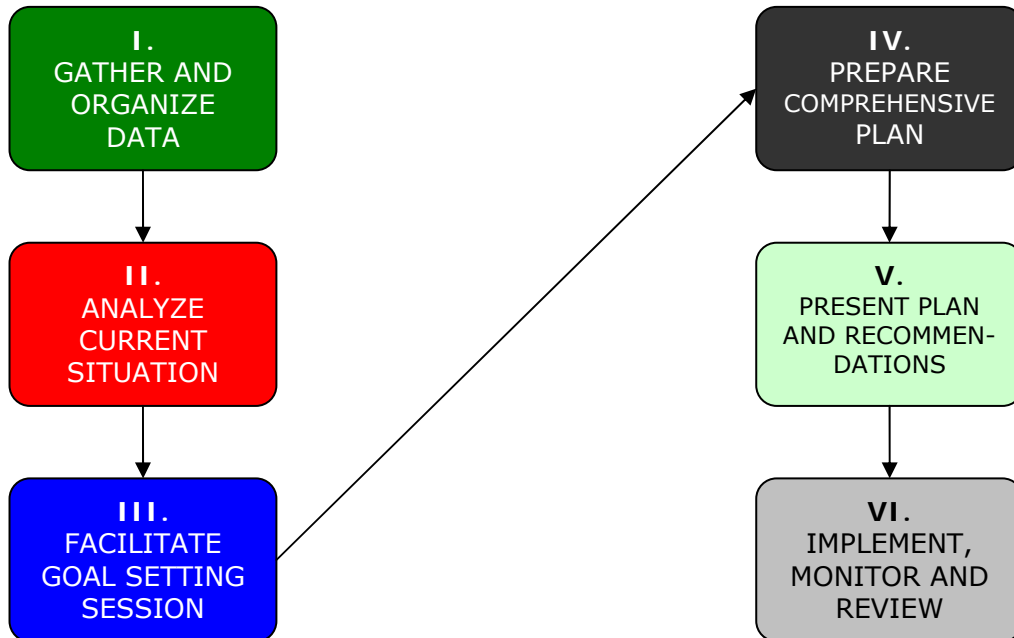 I.
GATHER AND
ORGANIZE
DATA
II.
ANALYZE
CURRENT
SITUATION
III.
FACILITATE
GOAL SETTING
SESSION
IV.
PREPARE
COMPREHENSIVE
PLAN
V.
PRESENT PLAN
AND RECOMMEN-
DATIONS
VI.
IMPLEMENT,
MONITOR AND
REVIEW